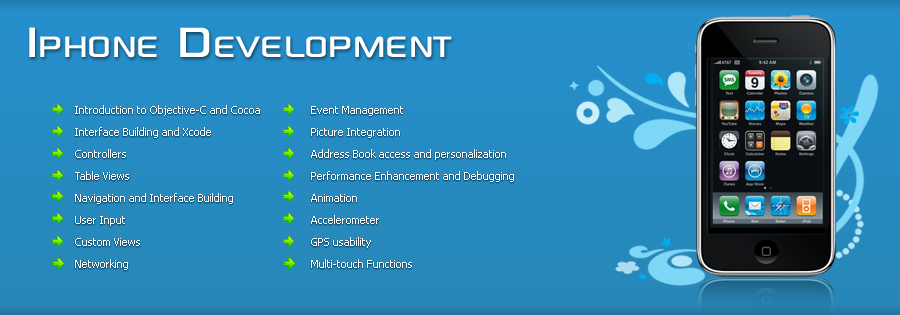 IPHONE DEVELOPMENT
Introduction to Objective-C and Cocoa
Interface Building and Xcode
Controllers
Table Views
Navigation and Interface Building
User Input
Custom Views
Networking
Event Management
Picture Integration
Address Book access and personalization
Performance Enhancement and Debugging
Animation
Accelerometer
GPS usability
Multi-touch Functions
AT&T 9:42 AM
SMS 9
Text Calendar Photos Camera
YouTube Stocks Maps Weather
73°
Clock Calculator Notes Settings
iTunes App Store
Phone Mail Safari iPod